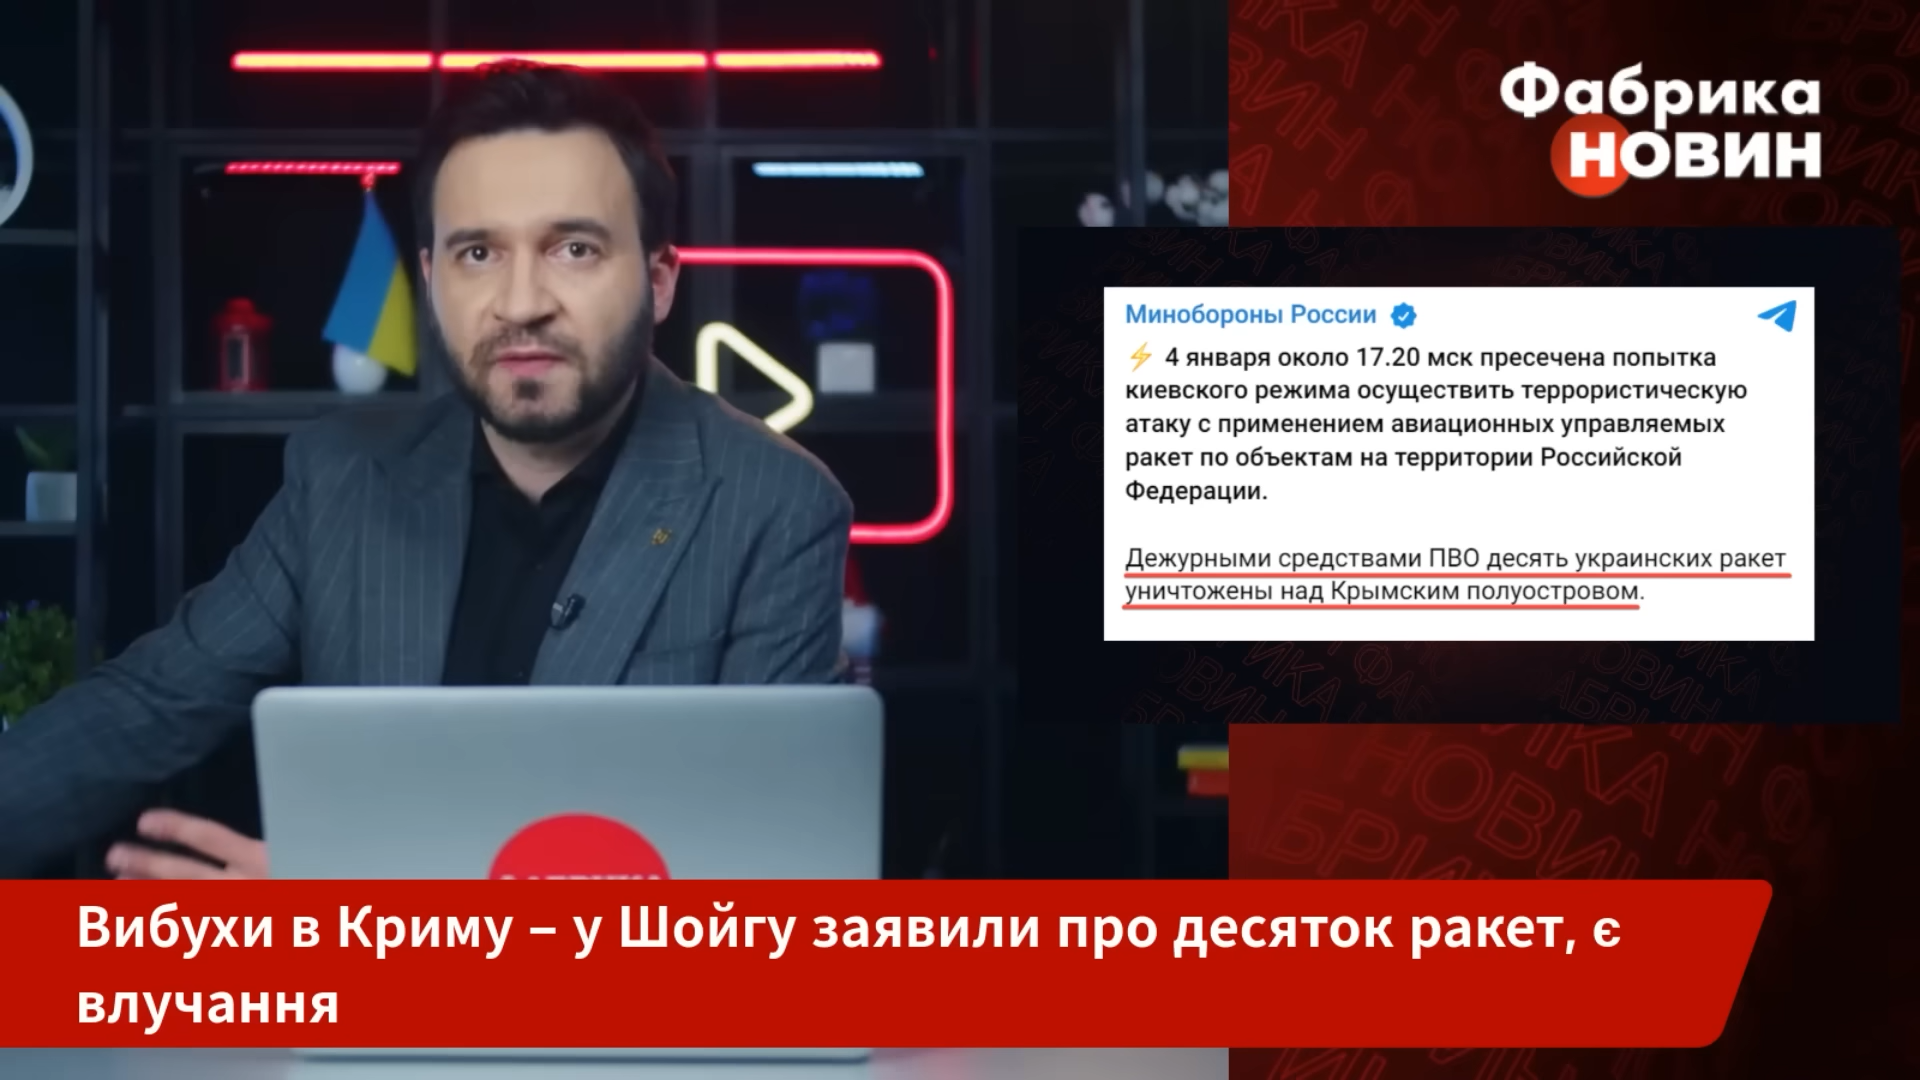 Фабрика
новин
Минобороны России
4 января около 17.20 мск пресечена попытка
киевского режима осуществить террористическую
атаку с применением авиационных управляемых
ракет по объектам на территории Российской
Федерации.
Дежурными средствами ПВО десять украинских ракет
уничтожены над Крымским полуостровом.
Вибухи в Криму – у Шойгу заявили про десяток ракет, є
влучання